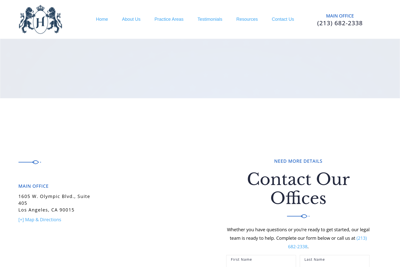 H
Home About Us Practice Areas Testimonials Resources Contact Us
MAIN OFFICE
(213) 682-2338
MAIN OFFICE
1605 W. Olympic Blvd., Suite
405
Los Angeles, CA 90015
[+] Map & Directions
NEED MORE DETAILS
Contact Our
Offices
Whether you have questions or you're ready to get started, our legal
team is ready to help. Complete our form below or call us at (213)
682-2338.
First Name
Last Name